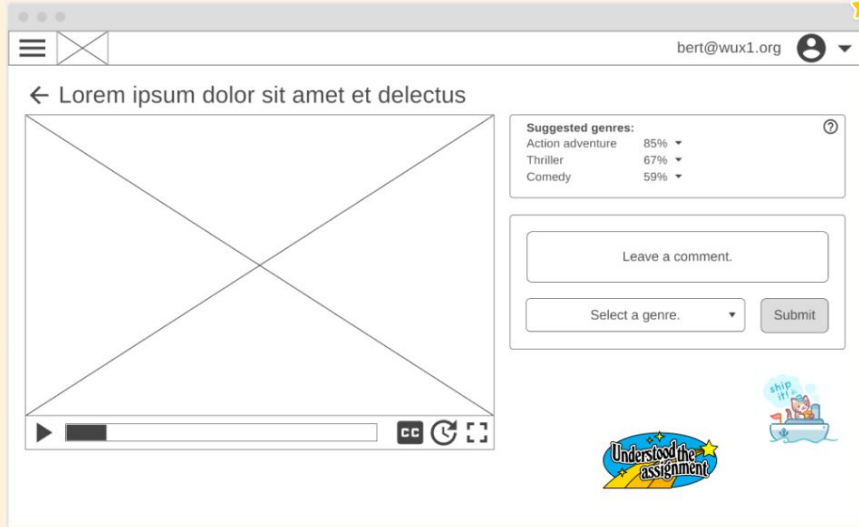 bert@wux1.org
Lorem ipsum dolor sit amet et delectus
Suggested genres:
Action adventure 85%
Thriller 67%
Comedy 59%
Leave a comment.
Select a genre.
Submit
CC
ship
it!
Understood the
assignment